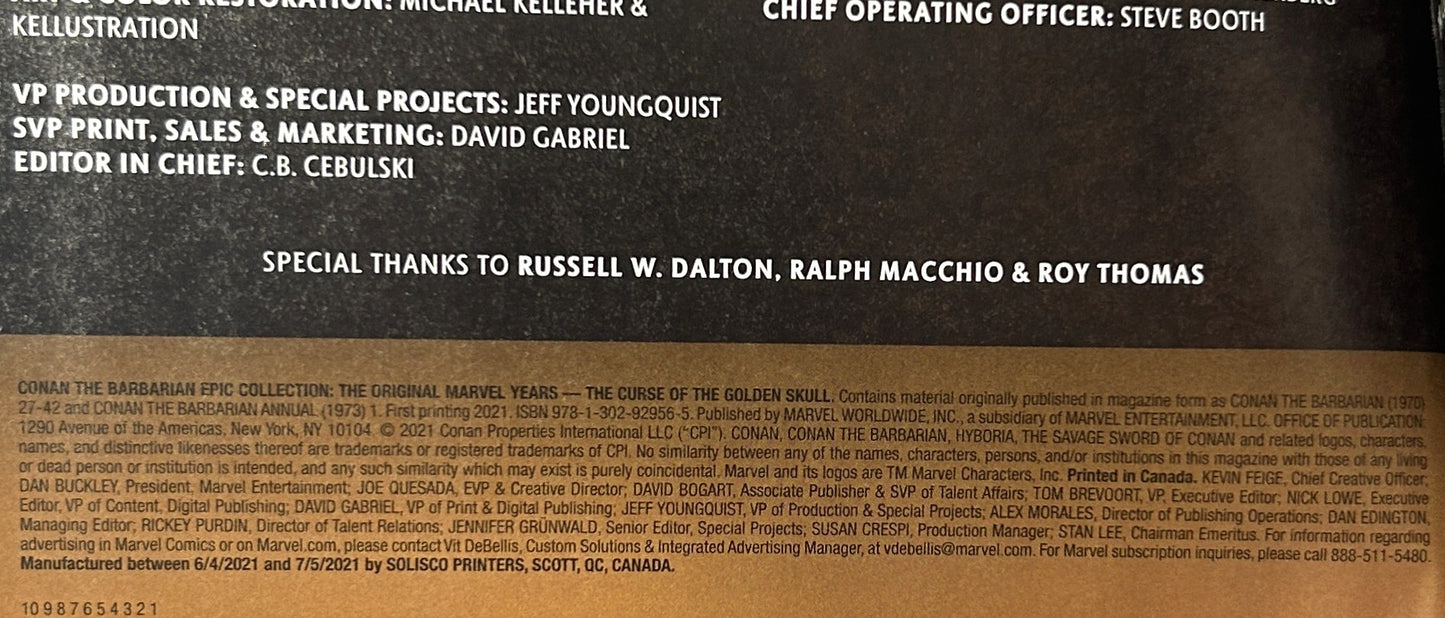 COLOR RESTORATION: MICHAEL KELLEHER &
KELLUSTRATION
CHIEF OPERATING OFFICER: STEVE BOOTH
VP PRODUCTION & SPECIAL PROJECTS: JEFF YOUNGQUIST
SVP PRINT, SALES & MARKETING: DAVID GABRIEL
EDITOR IN CHIEF: C.B. CEBULSKI
SPECIAL THANKS TO RUSSELL W. DALTON, RALPH MACCHIO & ROY THOMAS
CONAN THE BARBARIAN EPIC COLLECTION: THE ORIGINAL MARVEL YEARS — THE CURSE OF THE GOLDEN SKULL. Contains material originally published in magazine form as CONAN THE BARBARIAN (1970)
27-42 and CONAN THE BARBARIAN ANNUAL (1973) 1. First printing 2021. ISBN 978-1-302-92956-5. Published by MARVEL WORLDWIDE, INC., a subsidiary of MARVEL ENTERTAINMENT, LLC. OFFICE OF PUBLICATION:
1290 Avenue of the Americas, New York, NY 10104. © 2021 Conan Properties International LLC ("CPI"). CONAN, CONAN THE BARBARIAN, HYBORIA, THE SAVAGE SWORD OF CONAN and related logos, characters,
names, and distinctive likenesses thereof are trademarks or registered trademarks of CPI. No similarity between any of the names, characters, persons, and/or institutions in this magazine with those of any living
or dead person or institution is intended, and any such similarity which may exist is purely coincidental. Marvel and its logos are TM Marvel Characters, Inc. Printed in Canada. KEVIN FEIGE, Chief Creative Officer;
DAN BUCKLEY, President, Marvel Entertainment; JOE QUESADA, EVP & Creative Director; DAVID BOGART, Associate Publisher & SVP of Talent Affairs; TOM BREVOORT, VP, Executive Editor; NICK LOWE, Executive
Editor, VP of Content, Digital Publishing; DAVID GABRIEL, VP of Print & Digital Publishing; JEFF YOUNGQUIST, VP of Production & Special Projects; ALEX MORALES, Director of Publishing Operations; DAN EDINGTON,
Managing Editor; RICKEY PURDIN, Director of Talent Relations; JENNIFER GRÜNWALD, Senior Editor, Special Projects; SUSAN CRESPI, Production Manager; STAN LEE, Chairman Emeritus. For information regarding
advertising in Marvel Comics or on Marvel.com, please contact Vit DeBellis, Custom Solutions & Integrated Advertising Manager, at vdebellis@marvel.com. For Marvel subscription inquiries, please call 888-511-5480.
Manufactured between 6/4/2021 and 7/5/2021 by SOLISCO PRINTERS, SCOTT, QC, CANADA.
10 9 8 7 6 5 4 3 2 1